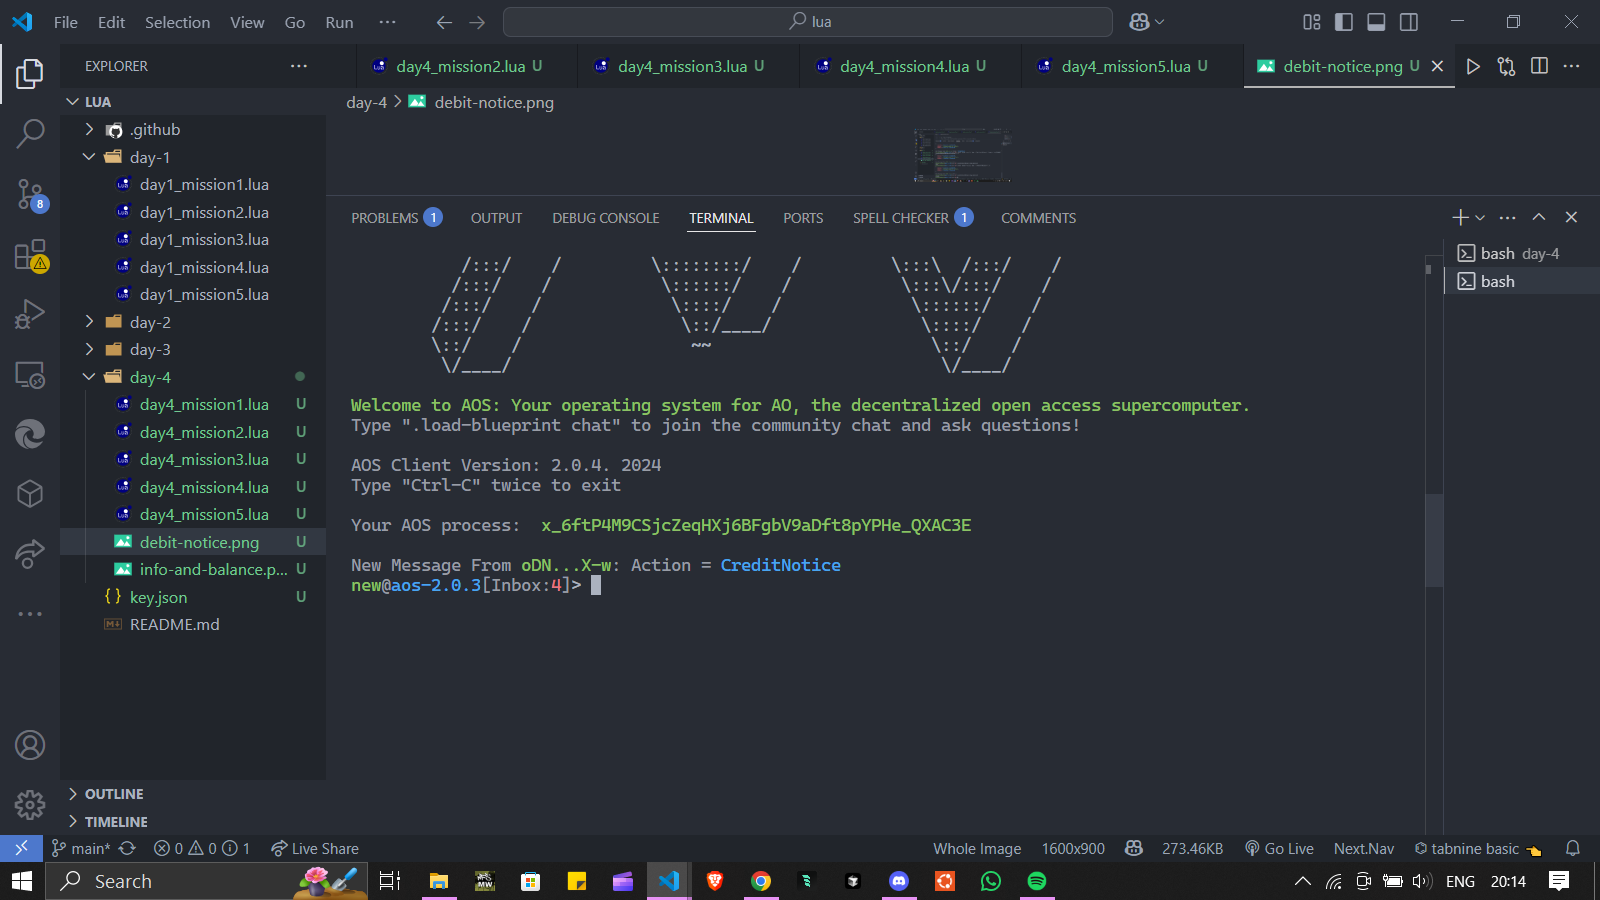 File Edit Selection View Go Run ··· lua
EXPLORER ···
day4_mission2.lua U
day4_mission3.lua U
day4_mission4.lua U
day4_mission5.lua U
debit-notice.png U
LUA
.github
day-1
day1_mission1.lua
day1_mission2.lua
day1_mission3.lua
day1_mission4.lua
day1_mission5.lua
day-2
day-3
day-4
day4_mission1.lua U
day4_mission2.lua U
day4_mission3.lua U
day4_mission4.lua U
day4_mission5.lua U
debit-notice.png U
info-and-balance.p... U
key.json U
README.md
OUTLINE
TIMELINE
8
day-4 > debit-notice.png
PROBLEMS 1 OUTPUT DEBUG CONSOLE TERMINAL PORTS SPELL CHECKER 1 COMMENTS
bash day-4
bash
/:::/    /         \::::::::/    /         \:::\  /:::/    /
/:::/    /           \::::::/    /           \:::\/:::/    /
/:::/    /             \::::/    /             \::::::/    /
/:::/    /               \::/____/               \::::/    /
\::/    /                 ~~                      \::/    /
\/____/                                           \/____/
Welcome to AOS: Your operating system for AO, the decentralized open access supercomputer.
Type ".load-blueprint chat" to join the community chat and ask questions!
AOS Client Version: 2.0.4. 2024
Type "Ctrl-C" twice to exit
Your AOS process:  x_6ftP4M9CSjcZeqHXj6BFgbV9aDft8pYPHe_QXAC3E
New Message From oDN...X-w: Action = CreditNotice
new@aos-2.0.3[Inbox:4]>
main* 0 0 1 Live Share Whole Image 1600x900 273.46KB Go Live Next.Nav tabnine basic
Search ENG 20:14